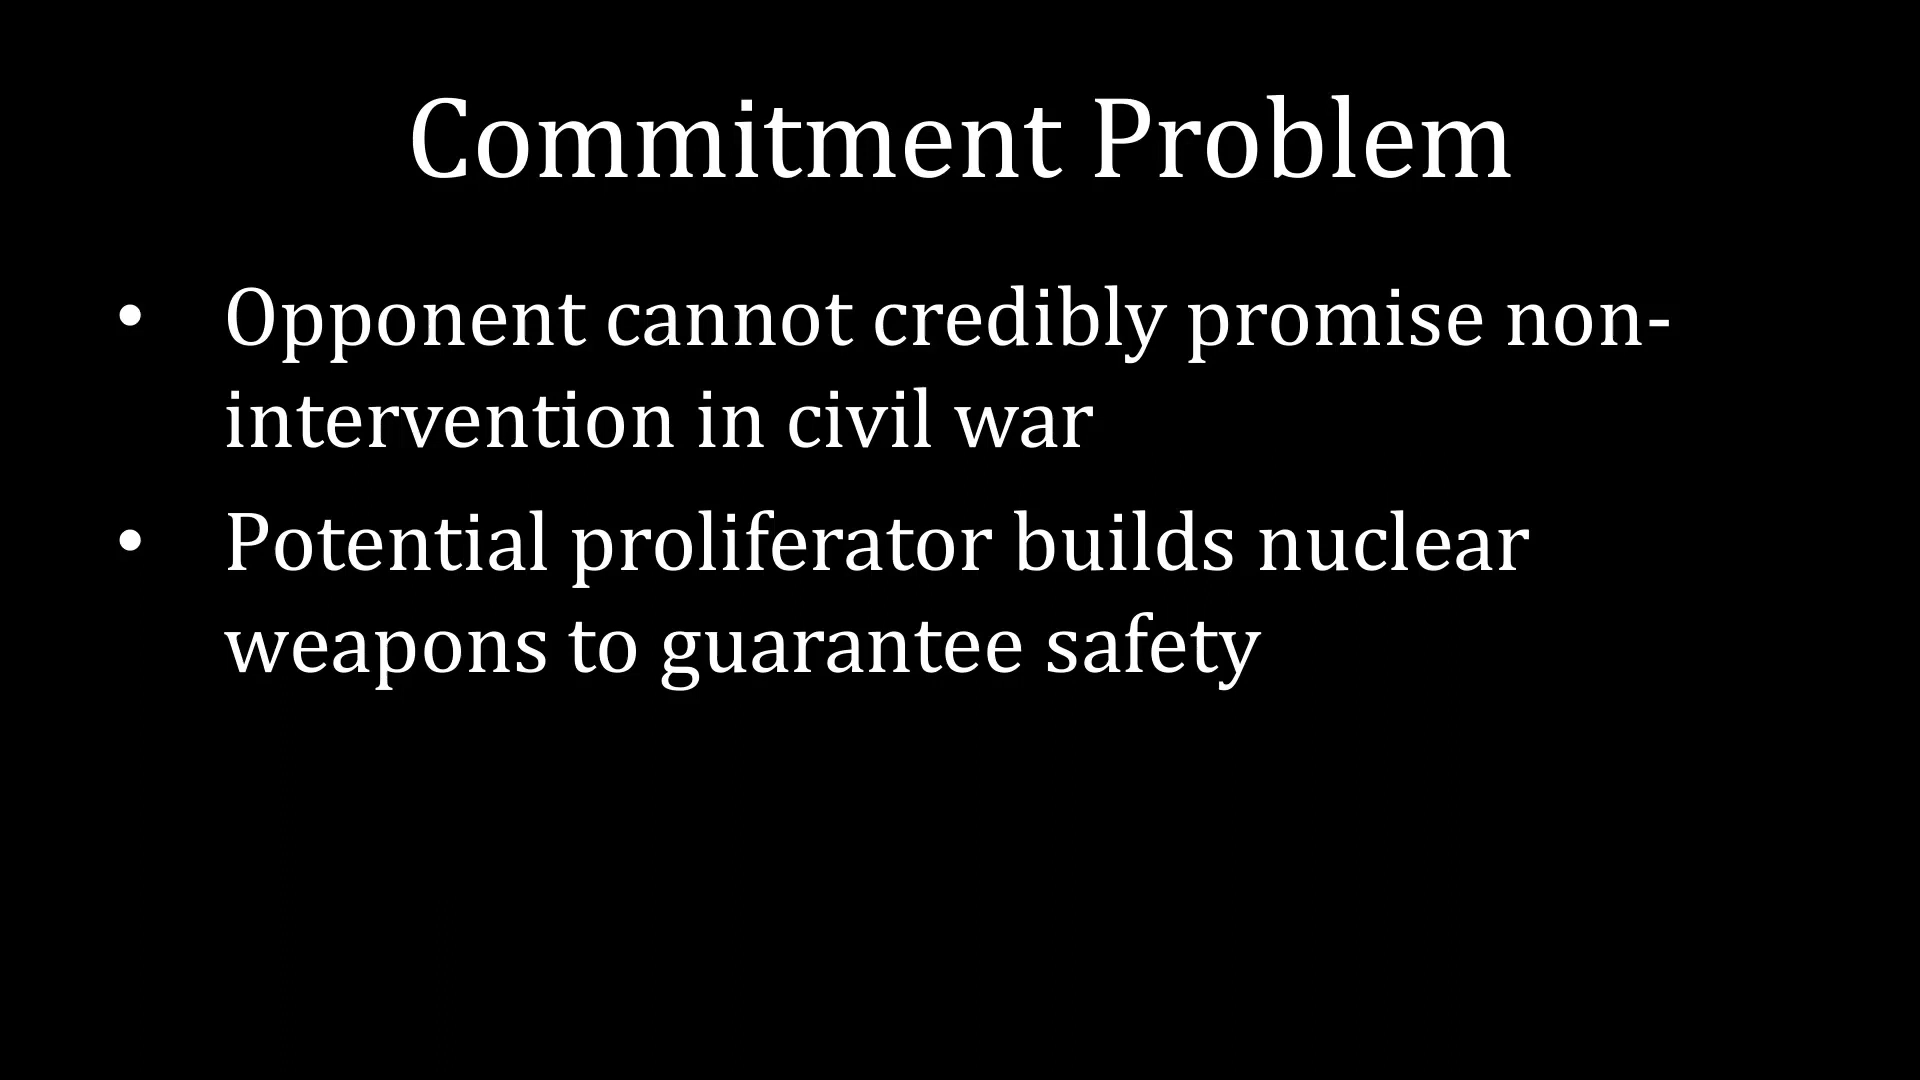 Commitment Problem
• Opponent cannot credibly promise non-
intervention in civil war
• Potential proliferator builds nuclear
weapons to guarantee safety